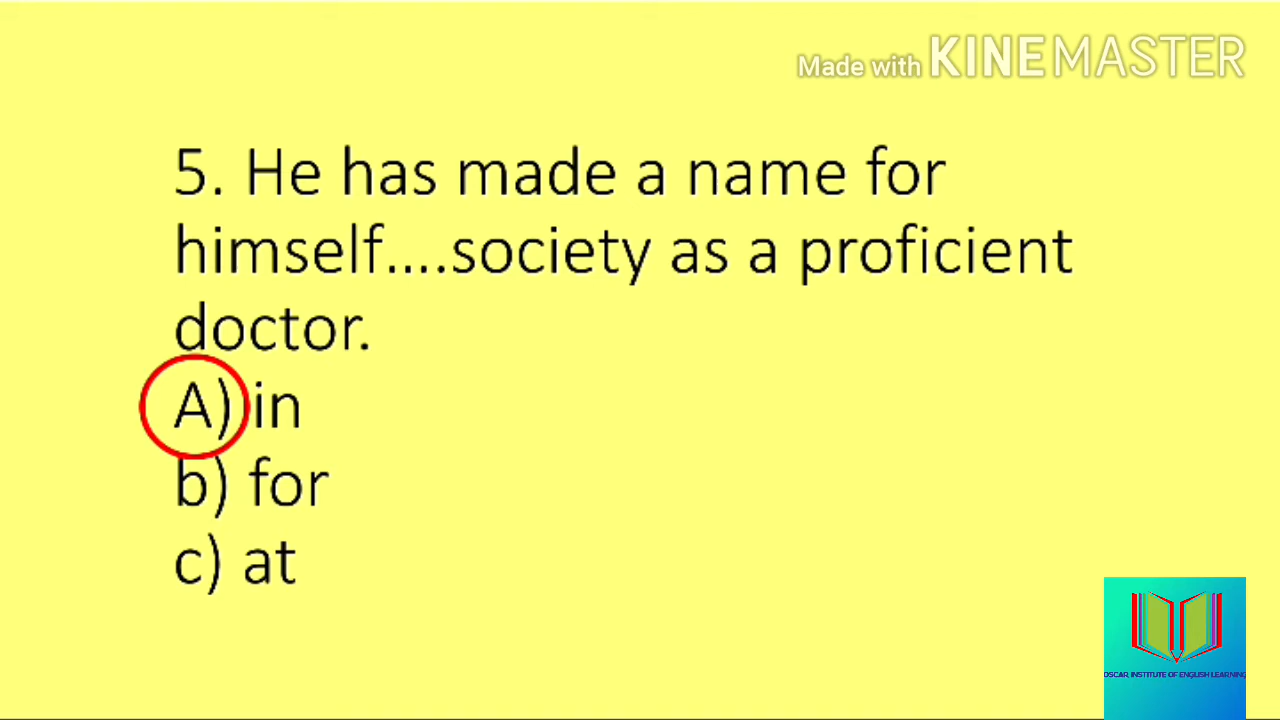 Made with KINEMASTER
5. He has made a name for
himself....society as a proficient
doctor.
A) in
b) for
c) at
OSCAR INSTITUTE OF ENGLISH LEARNING